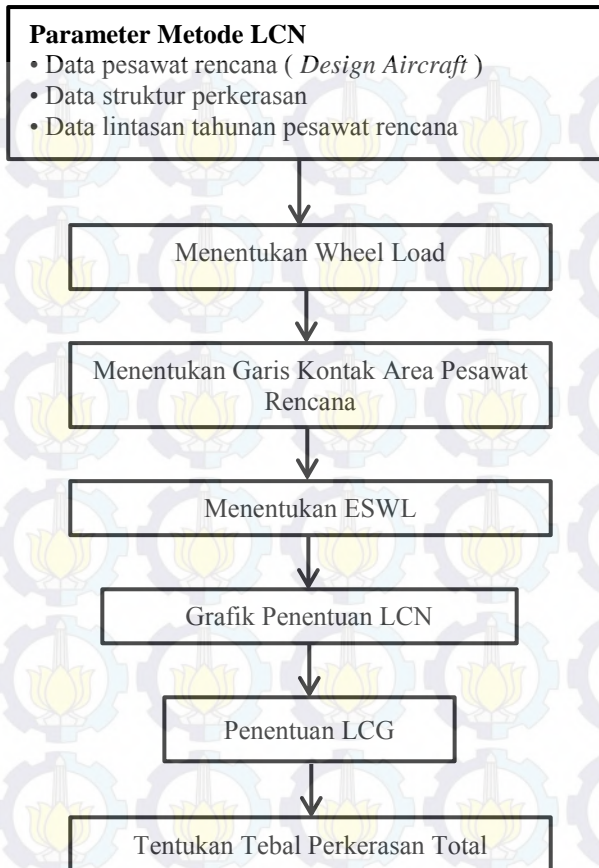 Parameter Metode LCN
• Data pesawat rencana ( Design Aircraft )
• Data struktur perkerasan
• Data lintasan tahunan pesawat rencana
Menentukan Wheel Load
Menentukan Garis Kontak Area Pesawat
Rencana
Menentukan ESWL
Grafik Penentuan LCN
Penentuan LCG
Tentukan Tebal Perkerasan Total